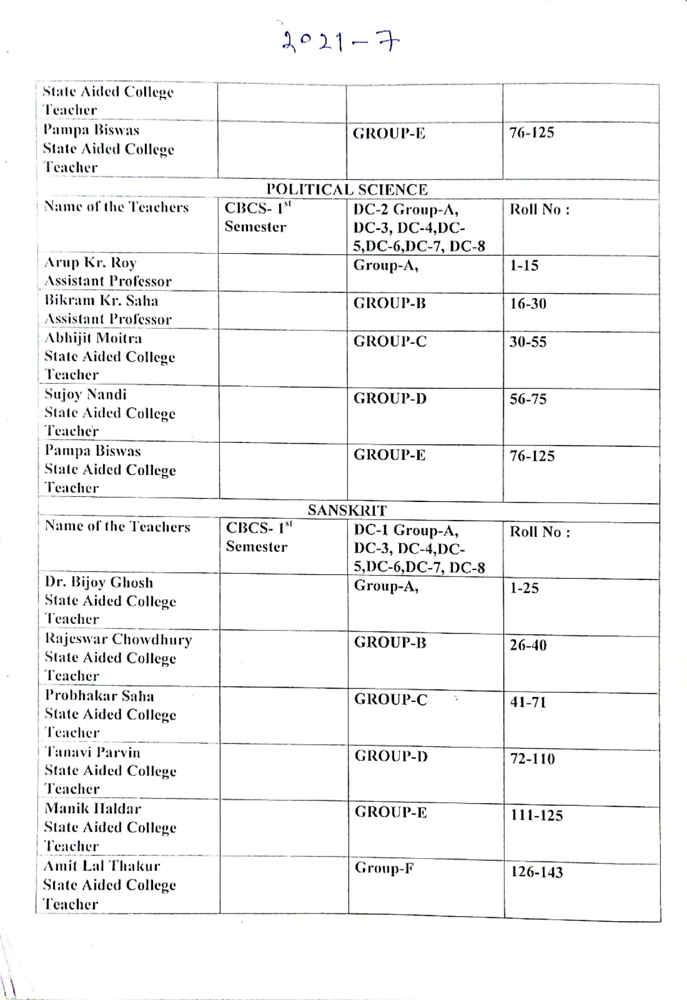 2021-7
State Aided College
Teacher
Pampa Biswas
State Aided College
Teacher
GROUP-E
76-125
POLITICAL SCIENCE
Name of the Teachers
CBCS- 1st
Semester
DC-2 Group-A,
DC-3, DC-4,DC-
5,DC-6,DC-7, DC-8
Roll No :
Arup Kr. Roy
Assistant Professor
Group-A,
1-15
Bikram Kr. Saha
Assistant Professor
GROUP-B
16-30
Abhijit Moitra
State Aided College
Teacher
GROUP-C
30-55
Sujoy Nandi
State Aided College
Teacher
GROUP-D
56-75
Pampa Biswas
State Aided College
Teacher
GROUP-E
76-125
SANSKRIT
Name of the Teachers
CBCS- 1st
Semester
DC-1 Group-A,
DC-3, DC-4,DC-
5,DC-6,DC-7, DC-8
Roll No :
Dr. Bijoy Ghosh
State Aided College
Teacher
Group-A,
1-25
Rajeswar Chowdhury
State Aided College
Teacher
GROUP-B
26-40
Probhakar Saha
State Aided College
Teacher
GROUP-C
41-71
Tanavi Parvin
State Aided College
Teacher
GROUP-D
72-110
Manik Haldar
State Aided College
Teacher
GROUP-E
111-125
Amit Lal Thakur
State Aided College
Teacher
Group-F
126-143